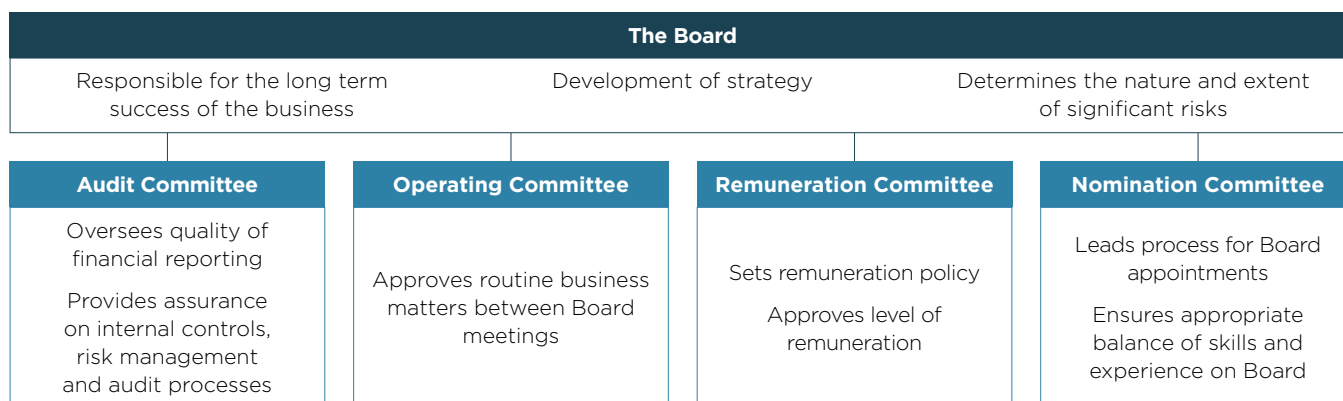 The Board
Responsible for the long term
success of the business
Development of strategy
Determines the nature and extent
of significant risks
Audit Committee
Oversees quality of
financial reporting
Provides assurance
on internal controls,
risk management
and audit processes
Operating Committee
Approves routine business
matters between Board
meetings
Remuneration Committee
Sets remuneration policy
Approves level of
remuneration
Nomination Committee
Leads process for Board
appointments
Ensures appropriate
balance of skills and
experience on Board